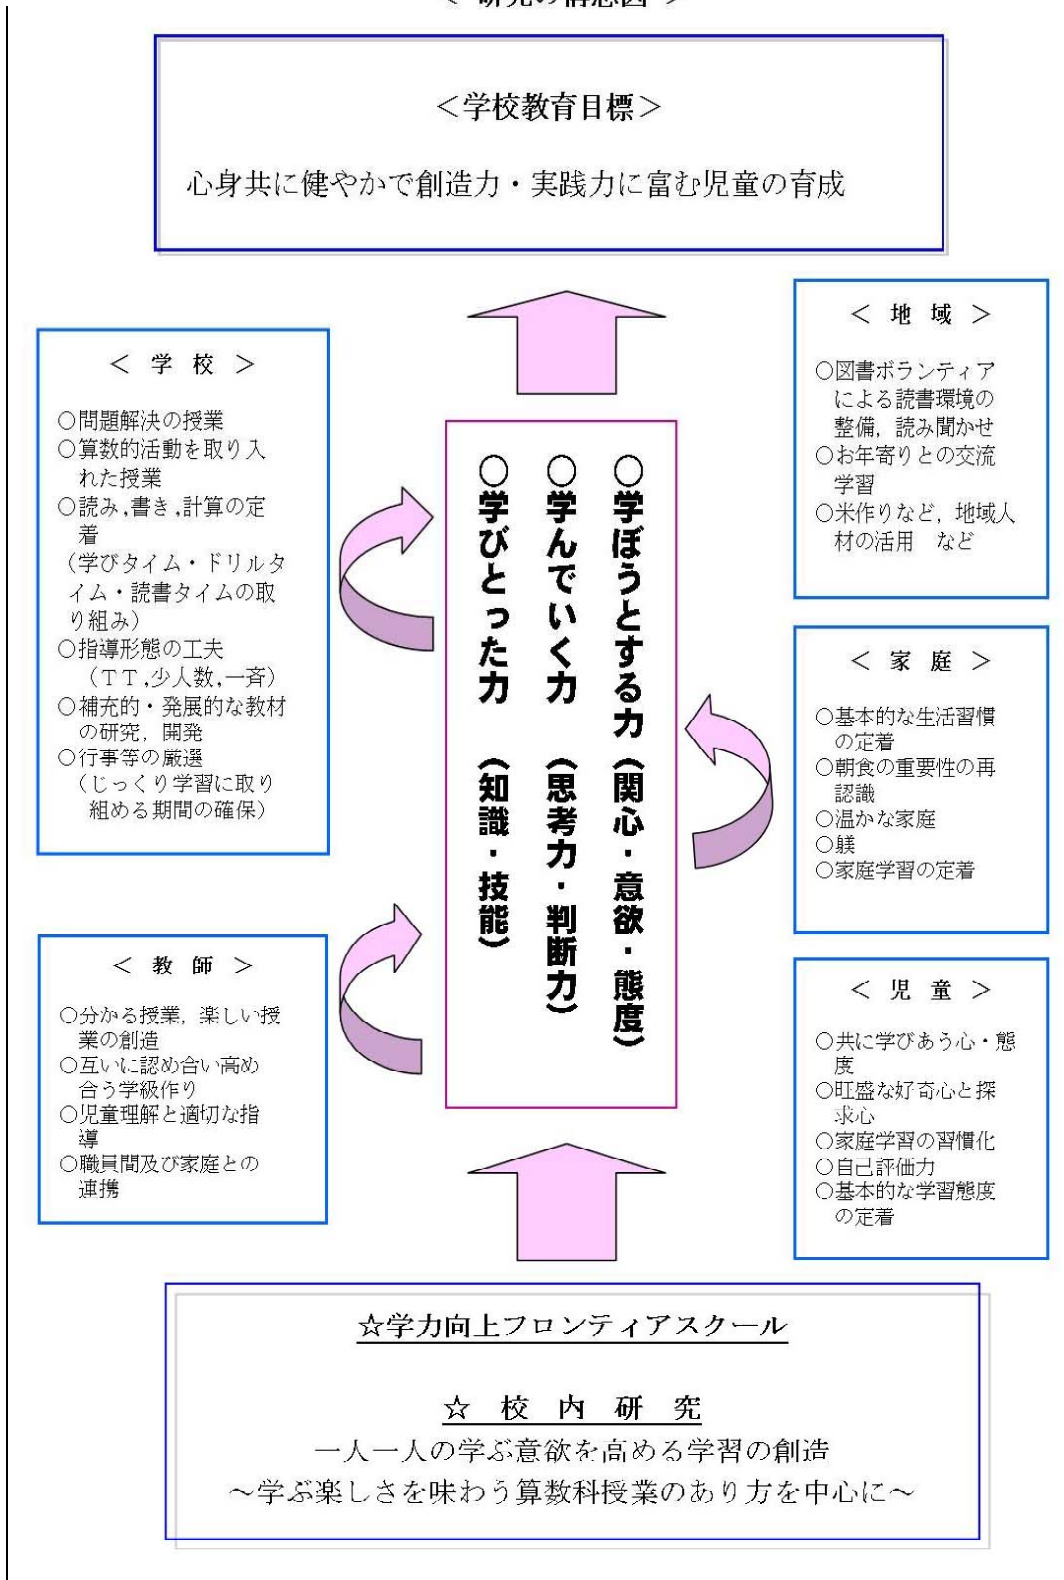 ＜ 研究の構想図 ＞
＜学校教育目標＞
心身共に健やかで創造力・実践力に富む児童の育成
＜ 学 校 ＞
○問題解決の授業
○算数的活動を取り入
れた授業
○読み,書き,計算の定
着
（学びタイム・ドリルタ
イム・読書タイムの取
り組み）
○指導形態の工夫
（ＴＴ,少人数,一斉）
○補充的・発展的な教材
の研究，開発
○行事等の厳選
（じっくり学習に取り
組める期間の確保）
＜ 教 師 ＞
○分かる授業，楽しい授
業の創造
○互いに認め合い高め
合う学級作り
○児童理解と適切な指
導
○職員間及び家庭との
連携
○学ぼうとする力（関心・意欲・態度）
○学んでいく力　（思考力・判断力）
○学びとった力　（知識・技能）
＜ 地 域 ＞
○図書ボランティア
による読書環境の
整備，読み聞かせ
○お年寄りとの交流
学習
○米作りなど，地域人
材の活用　など
＜ 家 庭 ＞
○基本的な生活習慣
の定着
○朝食の重要性の再
認識
○温かな家庭
○躾
○家庭学習の定着
＜ 児 童 ＞
○共に学びあう心・態
度
○旺盛な好奇心と探
求心
○家庭学習の習慣化
○自己評価力
○基本的な学習態度
の定着
☆学力向上フロンティアスクール
☆ 校 内 研 究
一人一人の学ぶ意欲を高める学習の創造
～学ぶ楽しさを味わう算数科授業のあり方を中心に～